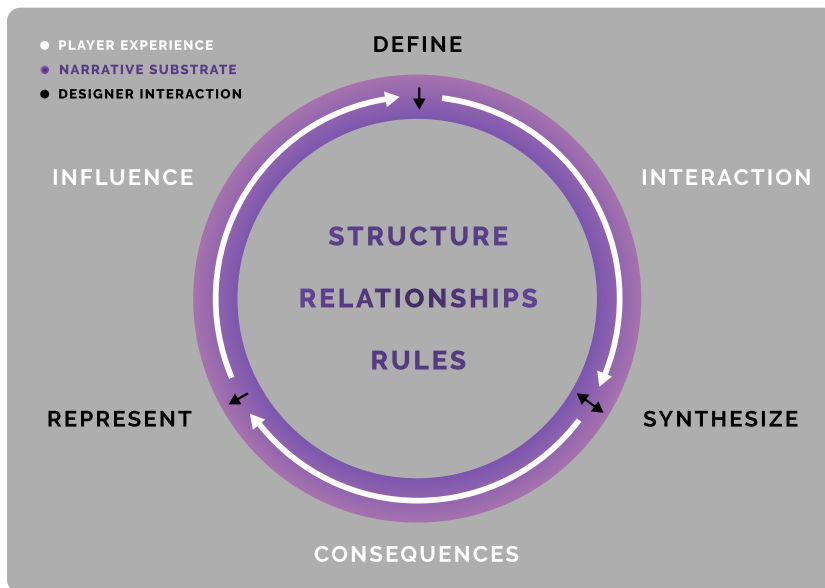 PLAYER EXPERIENCE
NARRATIVE SUBSTRATE
DESIGNER INTERACTION
DEFINE
INFLUENCE
INTERACTION
STRUCTURE
RELATIONSHIPS
RULES
REPRESENT
SYNTHESIZE
CONSEQUENCES